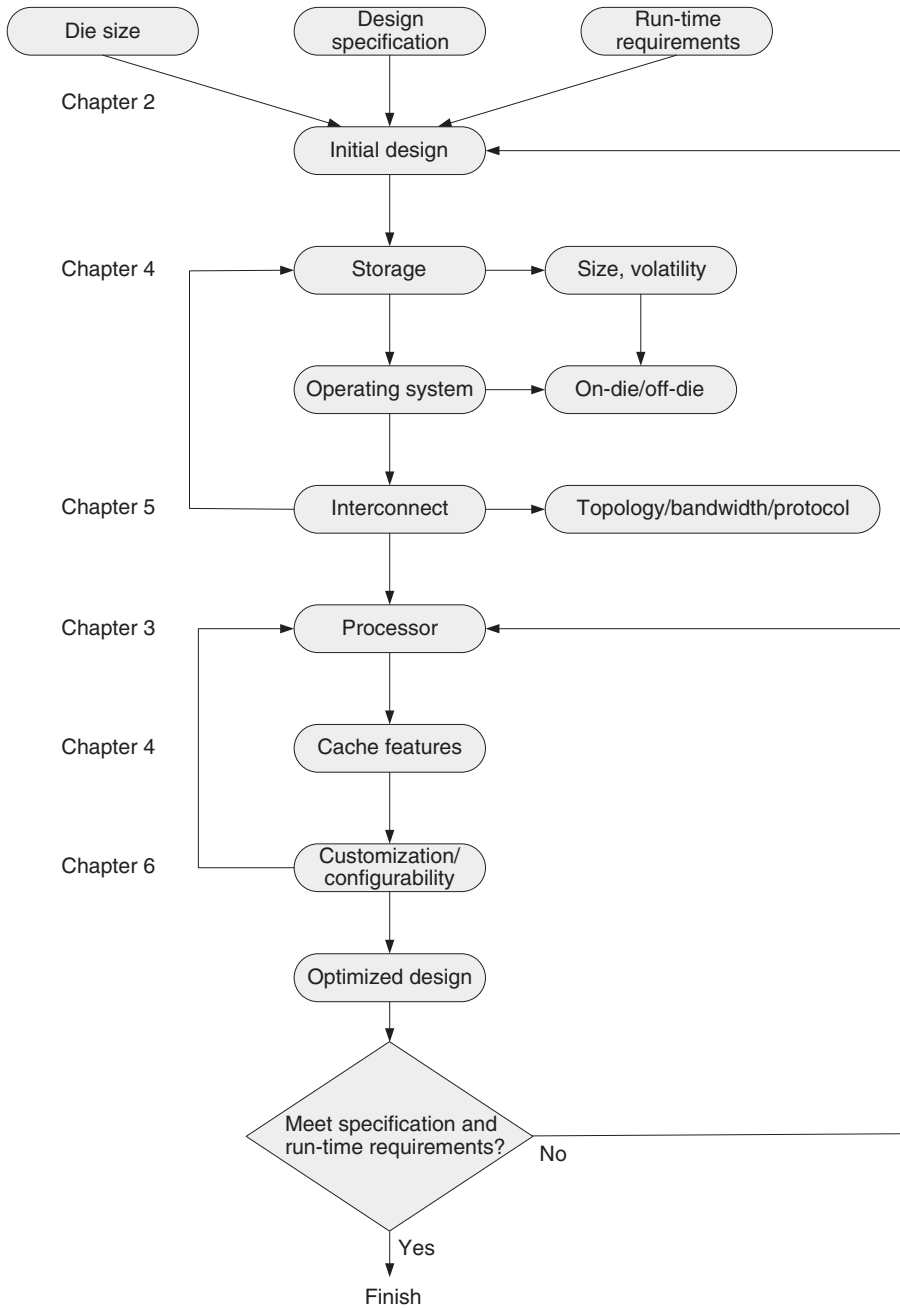 Die size
Design
specification
Run-time
requirements
Chapter 2
Initial design
Chapter 4
Storage
Size, volatility
Operating system
On-die/off-die
Chapter 5
Interconnect
Topology/bandwidth/protocol
Chapter 3
Processor
Chapter 4
Cache features
Chapter 6
Customization/
configurability
Optimized design
Meet specification and
run-time requirements?
No
Yes
Finish